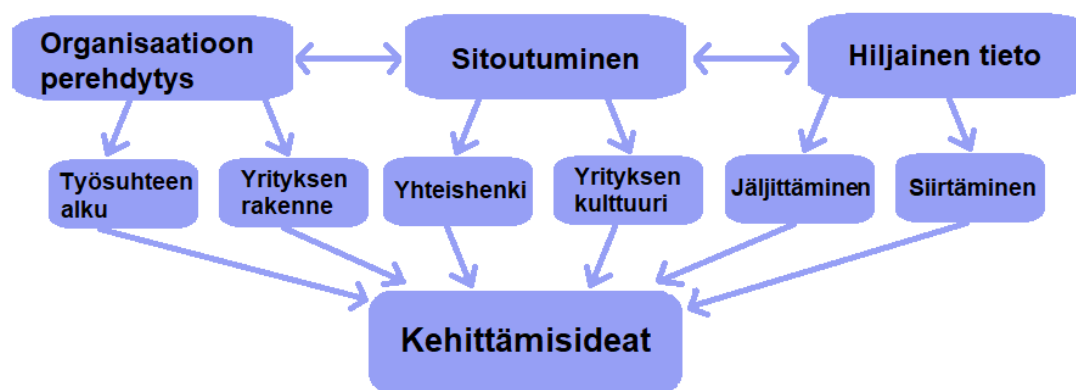 Organisaatioon
perehdytys
Sitoutuminen
Hiljainen tieto
Työsuhteen
alku
Yrityksen
rakenne
Yhteishenki
Yrityksen
kulttuuri
Jäljittäminen
Siirtäminen
Kehittämisideat